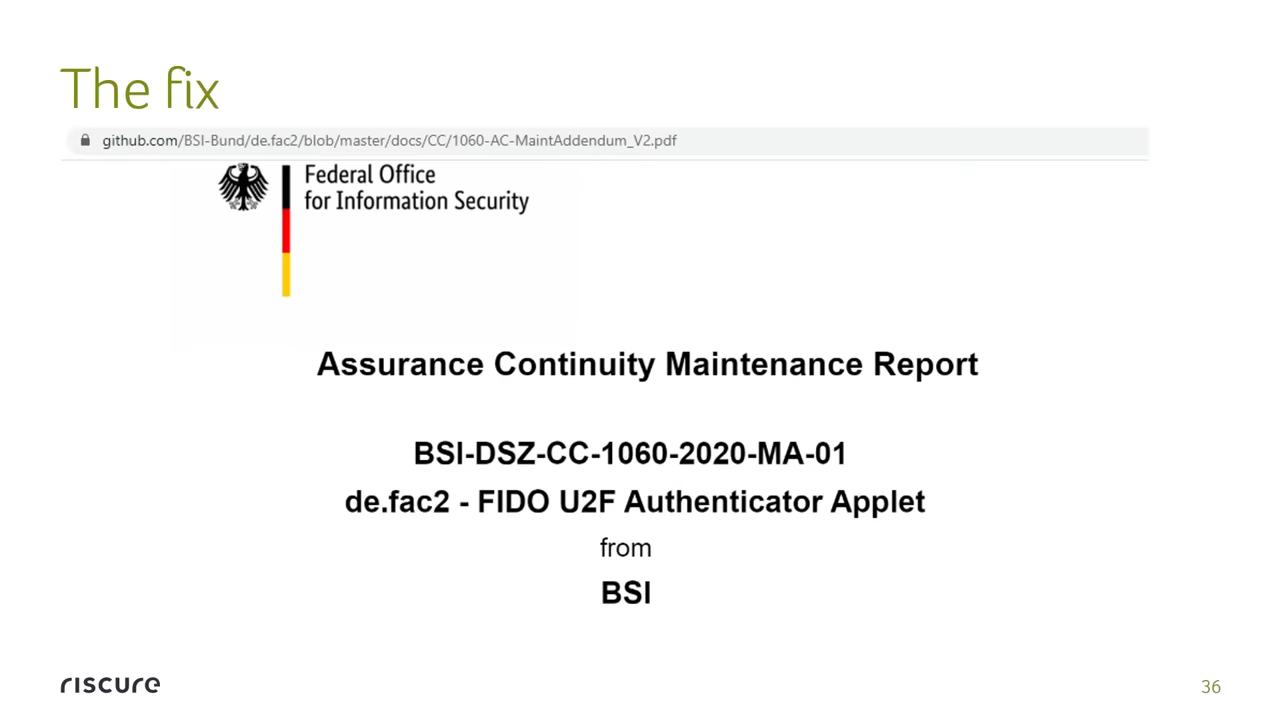 The fix
github.com/BSI-Bund/de.fac2/blob/master/docs/CC/1060-AC-MaintAddendum_V2.pdf
Federal Office
for Information Security
Assurance Continuity Maintenance Report
BSI-DSZ-CC-1060-2020-MA-01
de.fac2 - FIDO U2F Authenticator Applet
from
BSI
riscure
36